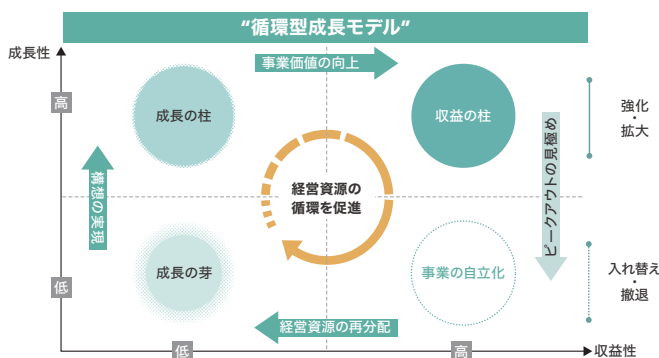 “循環型成長モデル”
成長性
事業価値の向上
高
成長の柱
収益の柱
強化
・
拡大
構想の実現
経営資源の
循環を促進
ピークアウトの見極め
成長の芽
事業の自立化
低
入れ替え
・
撤退
経営資源の再分配
低
高
収益性